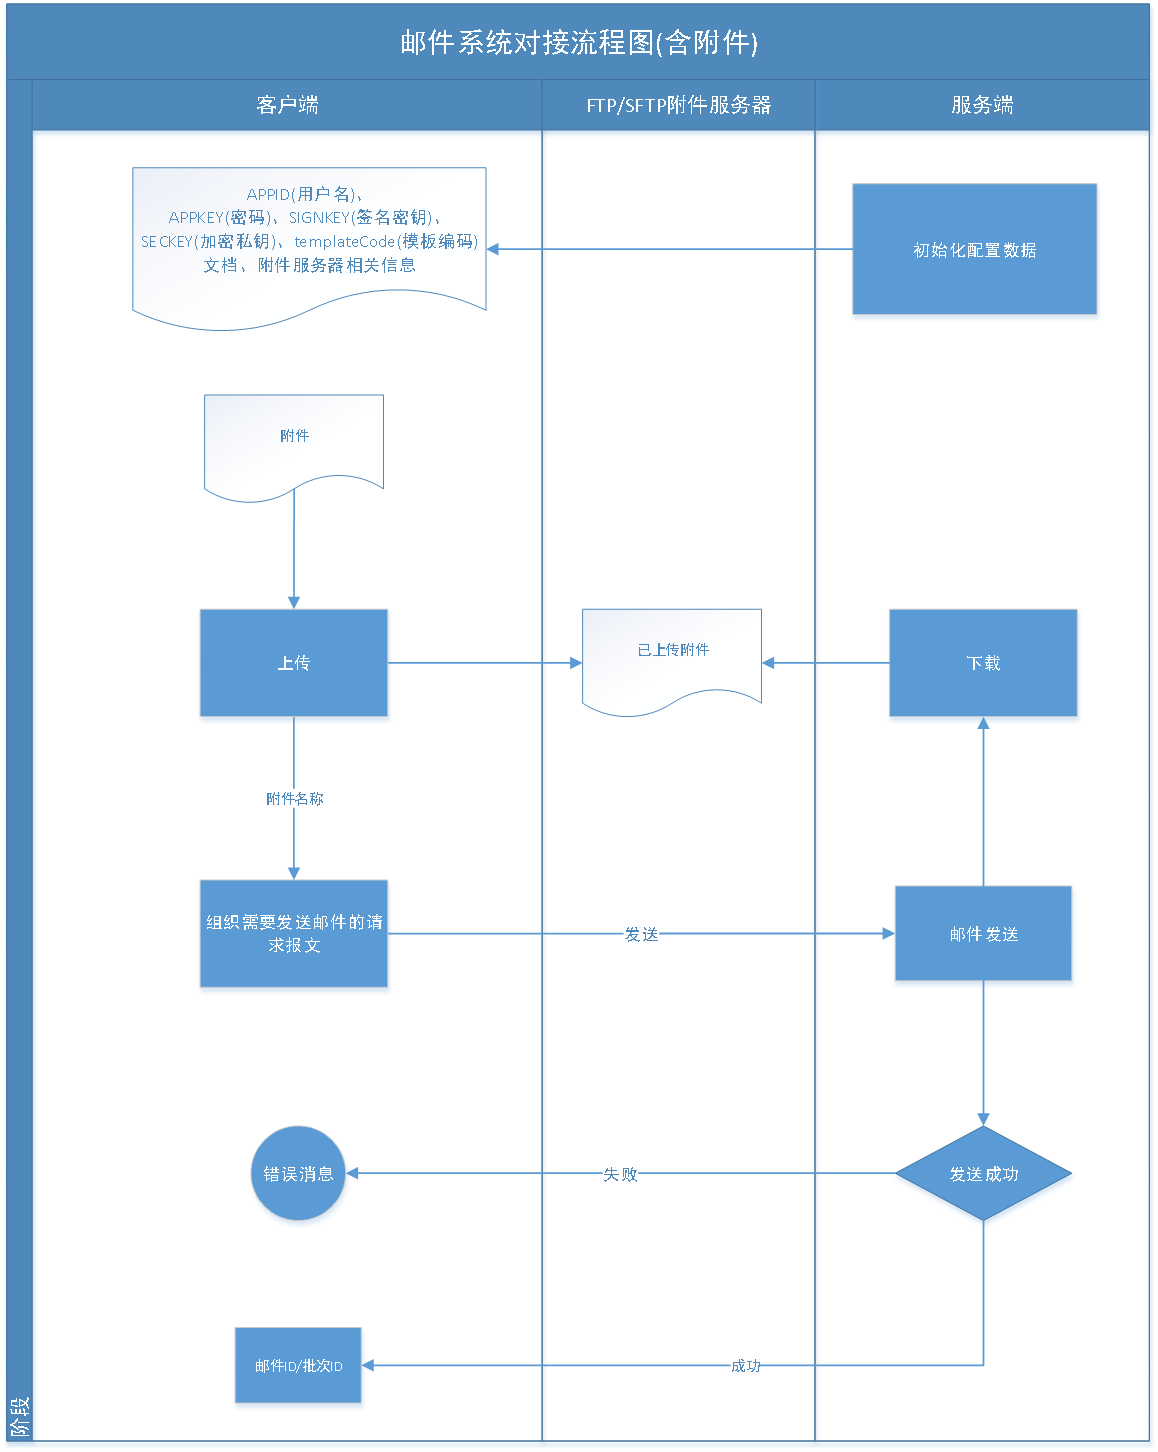 邮件系统对接流程图(含附件)
客户端
FTP/SFTP附件服务器
服务端
APPID(用户名)、
APPKEY(密码)、SIGNKEY(签名密钥)、
SECKEY(加密私钥)、templateCode(模板编码)
文档、附件服务器相关信息
初始化配置数据
附件
上传
已上传附件
下载
附件名称
组织需要发送邮件的请
求报文
发送
邮件发送
错误消息
失败
发送成功
邮件ID/批次ID
成功
阶段